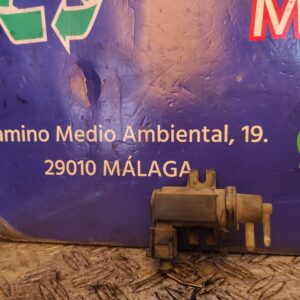 M
amino Medio Ambiental, 19.
29010 MÁLAGA